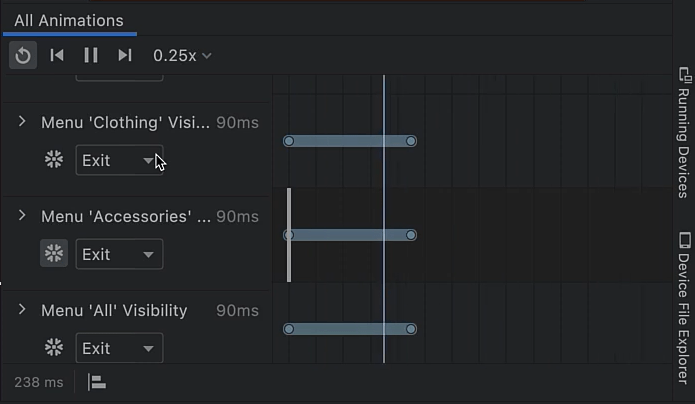 All Animations
0.25x
Menu 'Clothing' Visi... 90ms
Exit
Menu 'Accessories' ... 90ms
Exit
Menu 'All' Visibility 90ms
Exit
238 ms
Running Devices
Device File Explorer